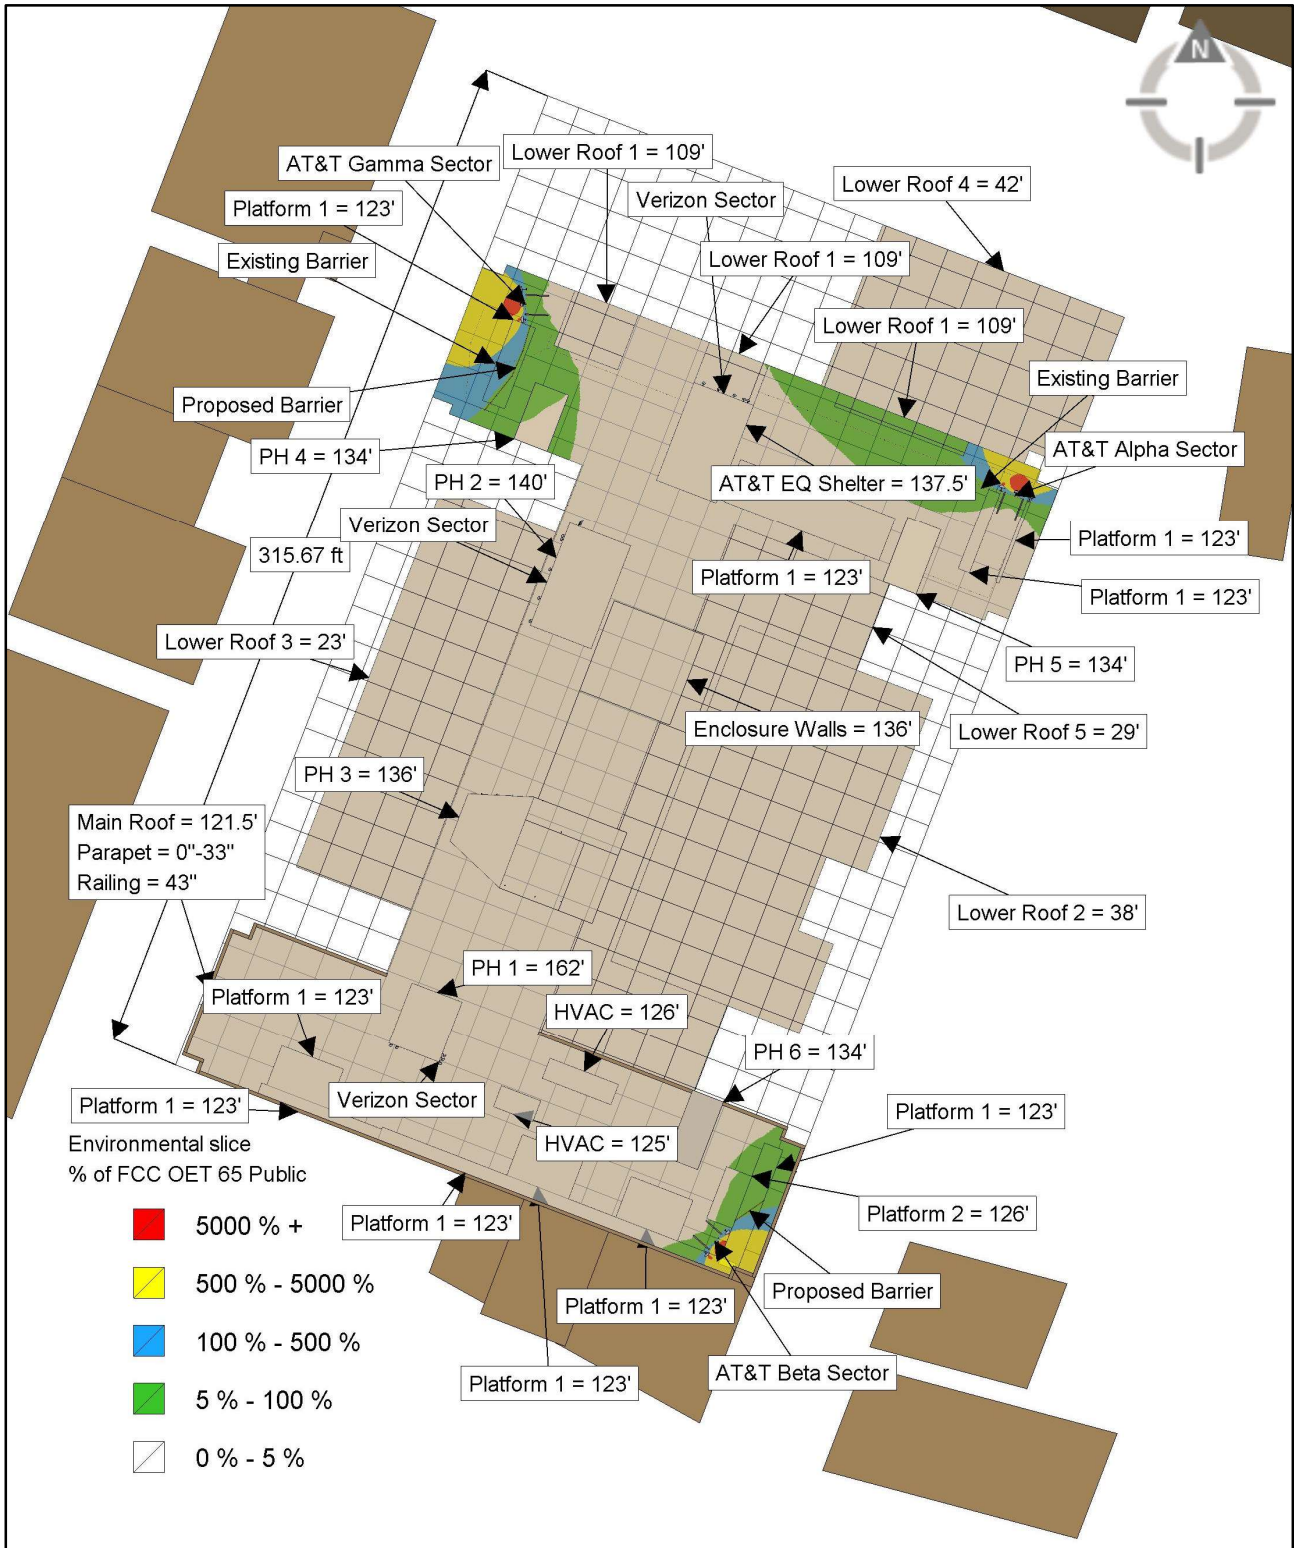 N
Lower Roof 1 = 109'
AT&T Gamma Sector
Lower Roof 4 = 42'
Verizon Sector
Platform 1 = 123'
Existing Barrier
Lower Roof 1 = 109'
Lower Roof 1 = 109'
Existing Barrier
Proposed Barrier
AT&T Alpha Sector
PH 4 = 134'
PH 2 = 140'
AT&T EQ Shelter = 137.5'
Verizon Sector
Platform 1 = 123'
315.67 ft
Platform 1 = 123'
Platform 1 = 123'
Lower Roof 3 = 23'
PH 5 = 134'
Enclosure Walls = 136'
Lower Roof 5 = 29'
PH 3 = 136'
Main Roof = 121.5'
Parapet = 0"-33"
Railing = 43"
Lower Roof 2 = 38'
PH 1 = 162'
Platform 1 = 123'
HVAC = 126'
PH 6 = 134'
Verizon Sector
Platform 1 = 123'
Platform 1 = 123'
HVAC = 125'
Environmental slice
% of FCC OET 65 Public
Platform 1 = 123'
Platform 2 = 126'
5000 % +
500 % - 5000 %
Proposed Barrier
Platform 1 = 123'
100 % - 500 %
AT&T Beta Sector
Platform 1 = 123'
5 % - 100 %
0 % - 5 %